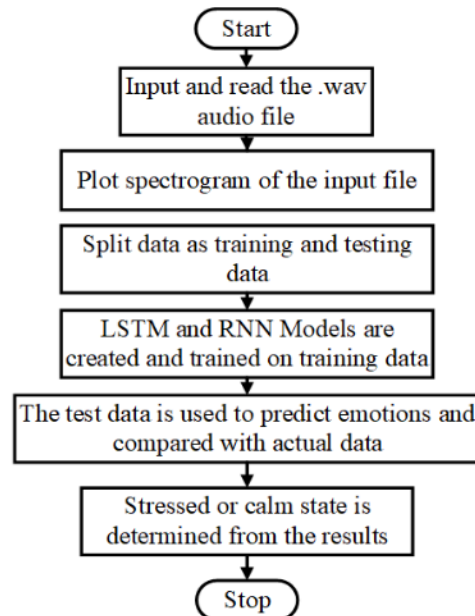 Start
Input and read the .wav
audio file
Plot spectrogram of the input file
Split data as training and testing
data
LSTM and RNN Models are
created and trained on training data
The test data is used to predict emotions and
compared with actual data
Stressed or calm state is
determined from the results
Stop